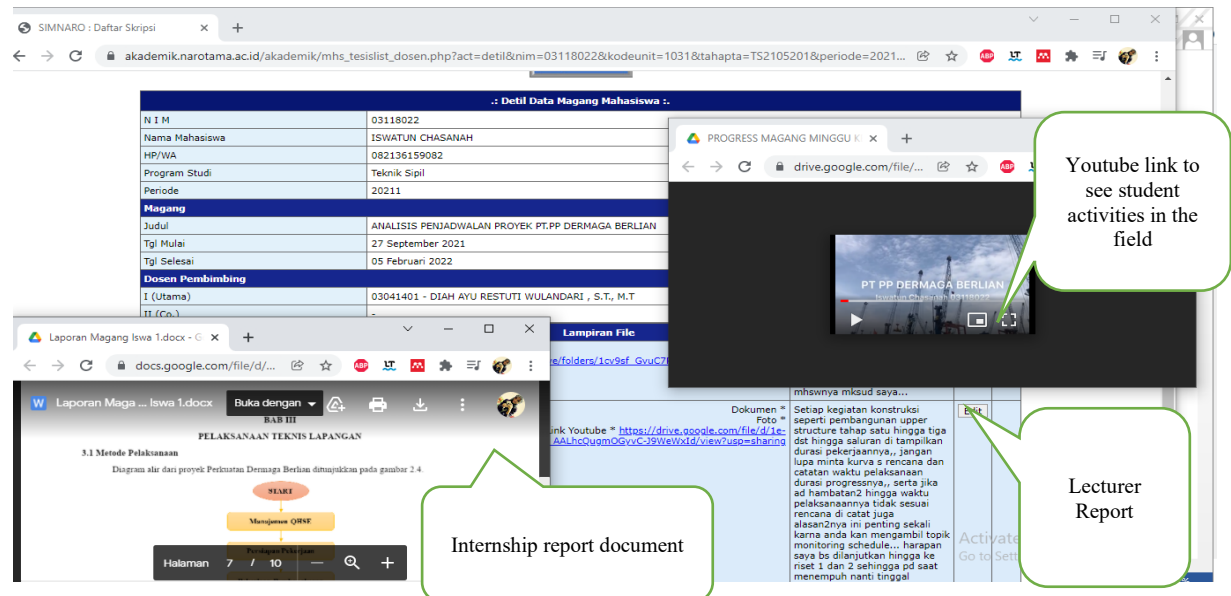 SIMNARO : Daftar Skripsi
akademik.narotama.ac.id/akademik/mhs_tesislist_dosen.php?act=detil&nim=03118022&kodeunit=1031&tahapta=TS2105201&periode=2021...
.: Detil Data Magang Mahasiswa :.
N I M 03118022
Nama Mahasiswa ISWATUN CHASANAH
HP/WA 082136159082
Program Studi Teknik Sipil
Periode 20211
Magang
Judul ANALISIS PENJADWALAN PROYEK PT.PP DERMAGA BERLIAN
Tgl Mulai 27 September 2021
Tgl Selesai 05 Februari 2022
Dosen Pembimbing
I (Utama) 03041401 - DIAH AYU RESTUTI WULANDARI , S.T., M.T
II (Co.) -
Lampiran File
PROGRESS MAGANG MINGGU K
drive.google.com/file/...
PT PP DERMAGA BERLIAN
Iswatun Chasanah 03118022
Youtube link to
see student
activities in the
field
mhswnya mksud saya...
Dokumen *
Foto *
Link Youtube * https://drive.google.com/file/d/1e-
AALhcQugmOGyvC-J9WeWxId/view?usp=sharing
Setiap kegiatan konstruksi
seperti pembangunan upper
structure tahap satu hingga tiga
dst hingga saluran di tampilkan
durasi pekerjaannya,, jangan
lupa minta kurva s rencana dan
catatan waktu pelaksanaan
durasi progressnya,, serta jika
ad hambatan2 hingga waktu
pelaksanaannya tidak sesuai
rencana di catat juga
alasan2nya ini penting sekali
karna anda kan mengambil topik
monitoring schedule... harapan
saya bs dilanjutkan hingga ke
riset 1 dan 2 sehingga pd saat
menempuh nanti tinggal
Edit
Lecturer
Report
Activate
Go to Sett
Laporan Magang Iswa 1.docx - G
docs.google.com/file/d/...
W Laporan Maga ... Iswa 1.docx
Buka dengan
BAB III
PELAKSANAAN TEKNIS LAPANGAN
3.1 Metode Pelaksanaan
Diagram alir dari proyek Perkuatan Dermaga Berlian ditunjukkan pada gambar 2.4.
START
Manajemen QHSE
Persiapan Pekerjaan
Halaman 7 / 10
Internship report document